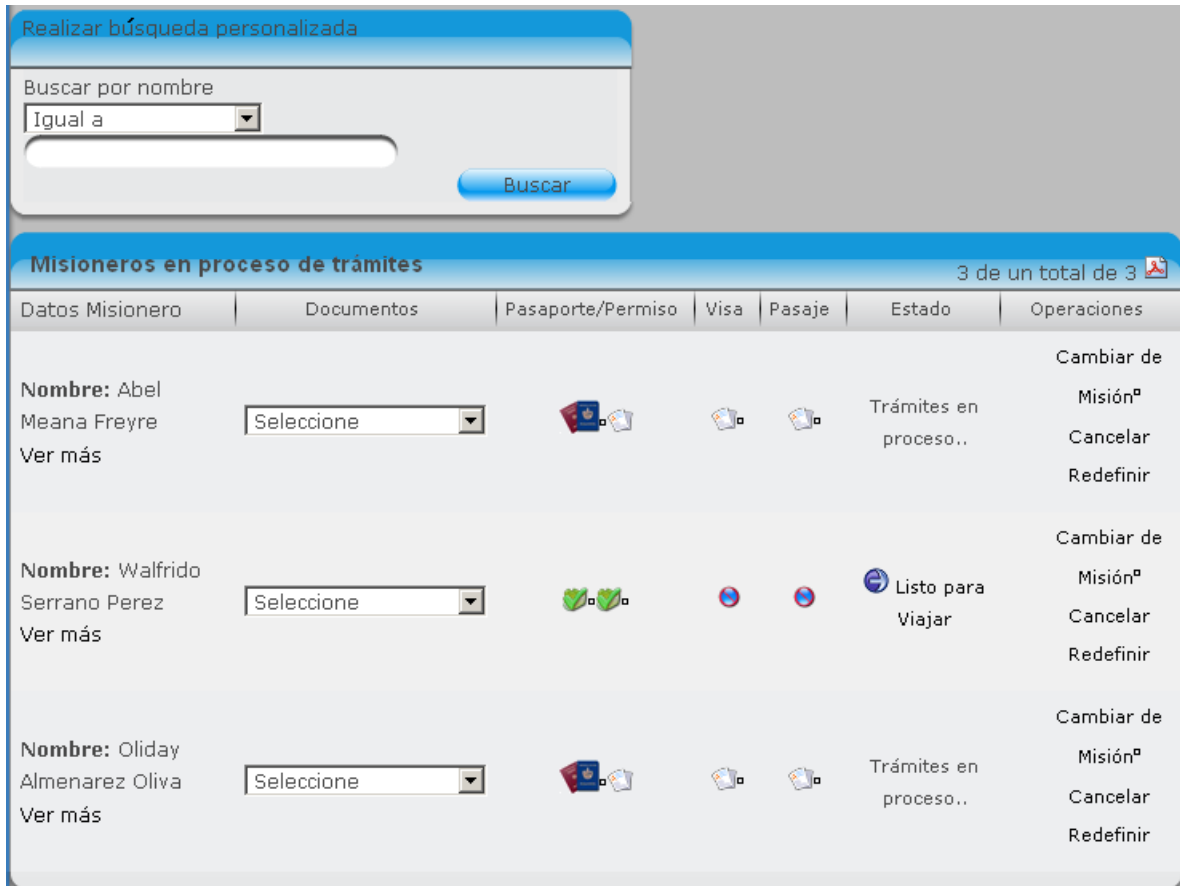 Realizar búsqueda personalizada
Buscar por nombre
Igual a
Buscar
Misioneros en proceso de trámites
3 de un total de 3
Datos Misionero Documentos Pasaporte/Permiso Visa Pasaje Estado Operaciones
Nombre: Abel
Meana Freyre
Ver más
Seleccione
Trámites en
proceso..
Cambiar de
Misión
Cancelar
Redefinir
Nombre: Walfrido
Serrano Perez
Ver más
Seleccione
Listo para
Viajar
Cambiar de
Misión
Cancelar
Redefinir
Nombre: Oliday
Almenarez Oliva
Ver más
Seleccione
Trámites en
proceso..
Cambiar de
Misión
Cancelar
Redefinir